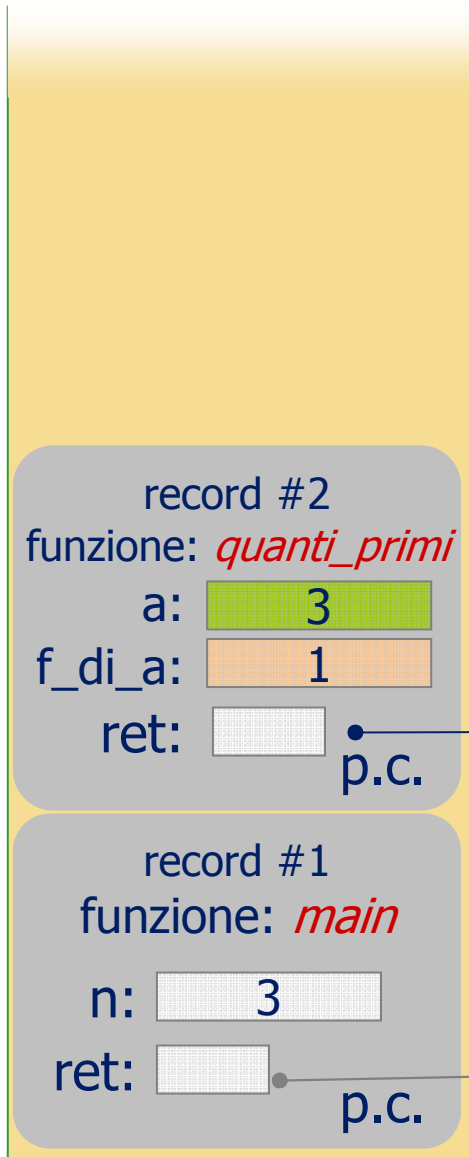 record #2
funzione: quanti_primi
a: 3
f_di_a: 1
ret:
p.c.
record #1
funzione: main
n: 3
ret:
p.c.